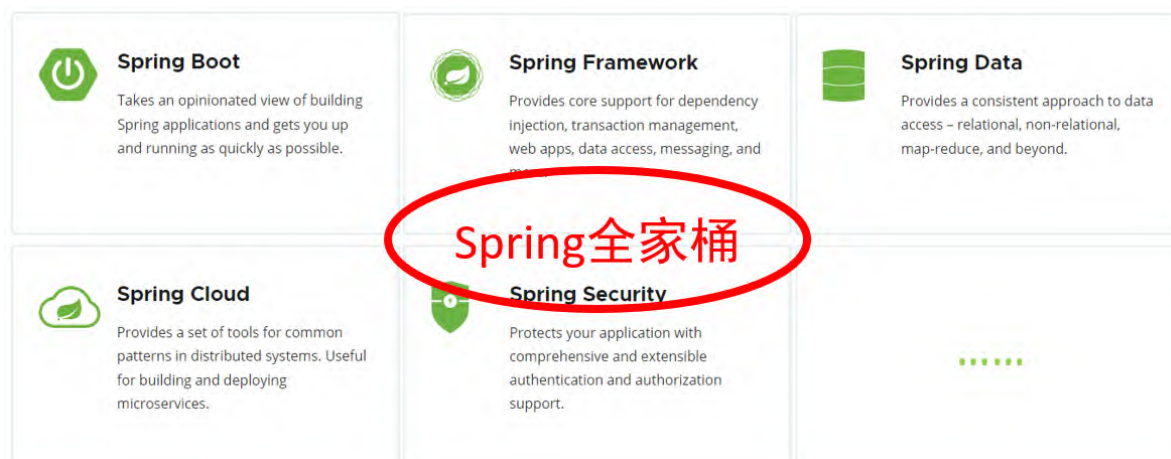 Spring Boot
Takes an opinionated view of building
Spring applications and gets you up
and running as quickly as possible.
Spring Framework
Provides core support for dependency
injection, transaction management,
web apps, data access, messaging, and
Spring Data
Provides a consistent approach to data
access – relational, non-relational,
map-reduce, and beyond.
Spring全家桶
Spring Cloud
Provides a set of tools for common
patterns in distributed systems. Useful
for building and deploying
microservices.
Spring Security
Protects your application with
comprehensive and extensible
authentication and authorization
support.
......